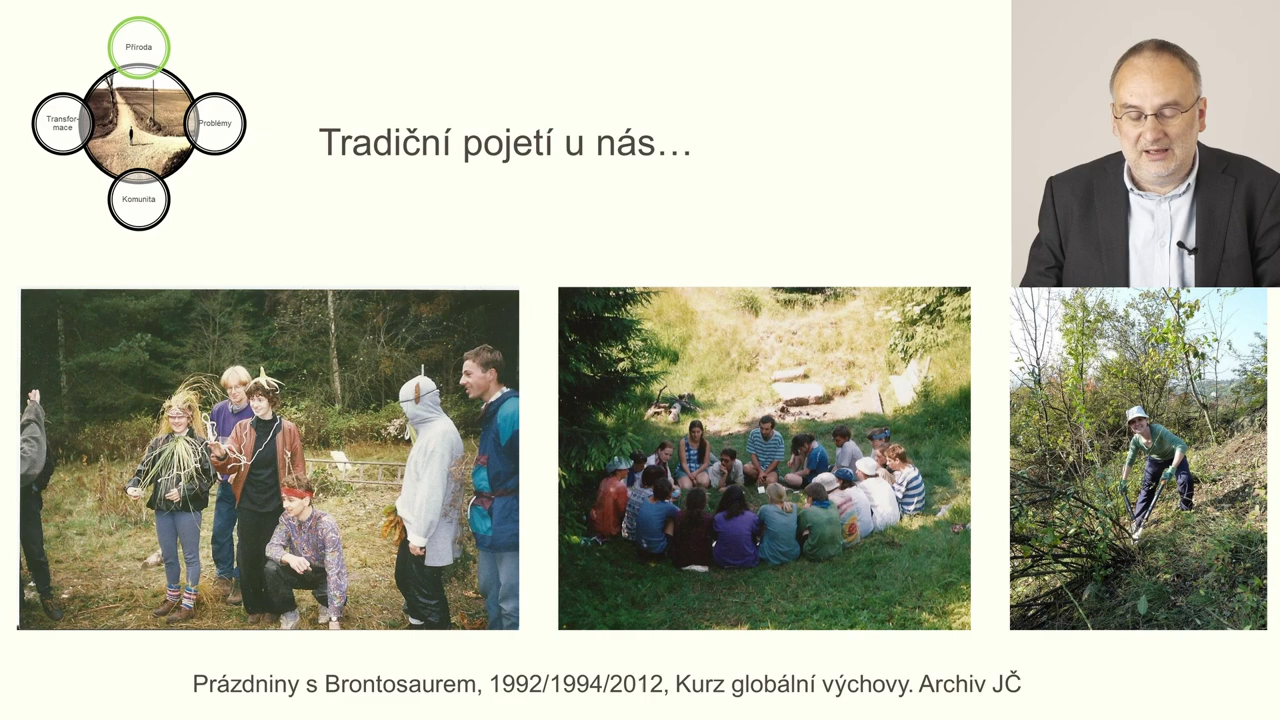 Příroda
Transfor-
mace
Problémy
Komunita
Tradiční pojetí u nás…
Prázdniny s Brontosaurem, 1992/1994/2012, Kurz globální výchovy. Archiv JČ